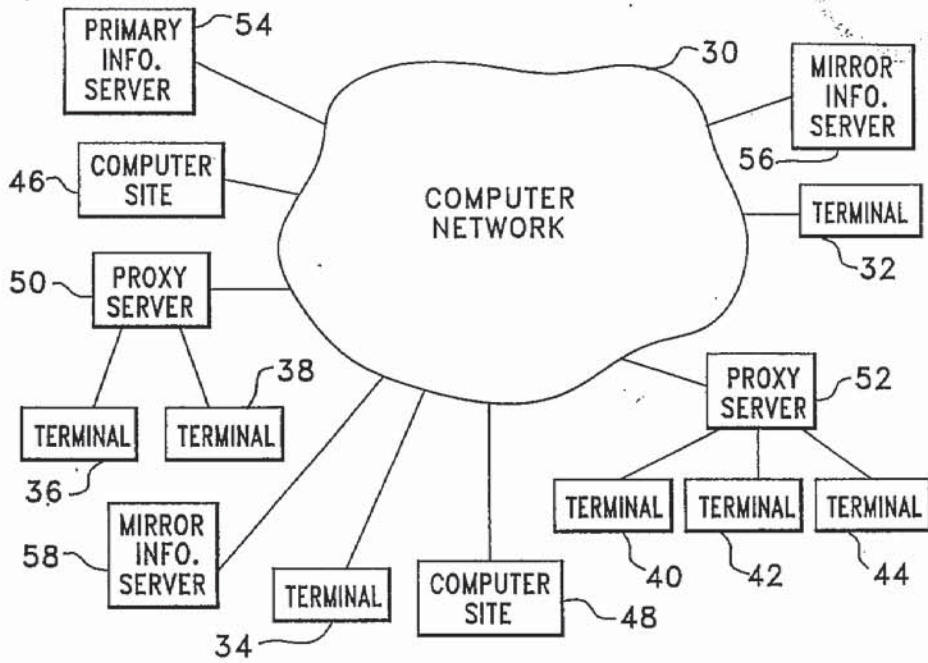 PRIMARY
INFO.
SERVER
54
30
MIRROR
INFO.
SERVER
56
46
COMPUTER
SITE
COMPUTER
NETWORK
TERMINAL
32
50
PROXY
SERVER
38
TERMINAL
36
TERMINAL
PROXY
SERVER
52
TERMINAL
40
TERMINAL
42
TERMINAL
44
58
MIRROR
INFO.
SERVER
TERMINAL
34
COMPUTER
SITE
48